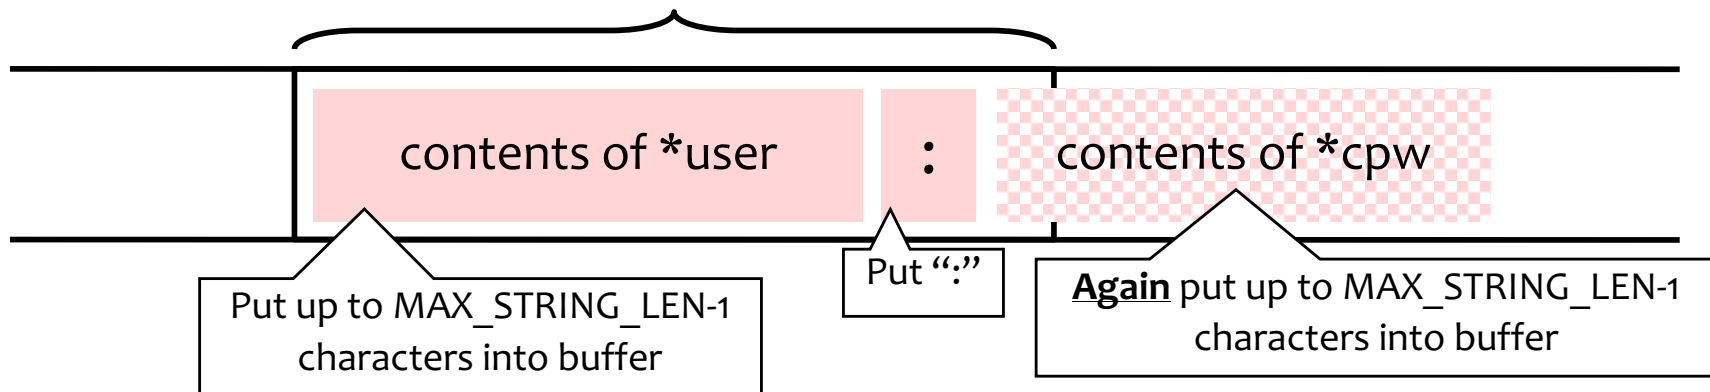 contents of *user
:
contents of *cpw
Put up to MAX_STRING_LEN-1
characters into buffer
Put “:”
Again put up to MAX_STRING_LEN-1
characters into buffer